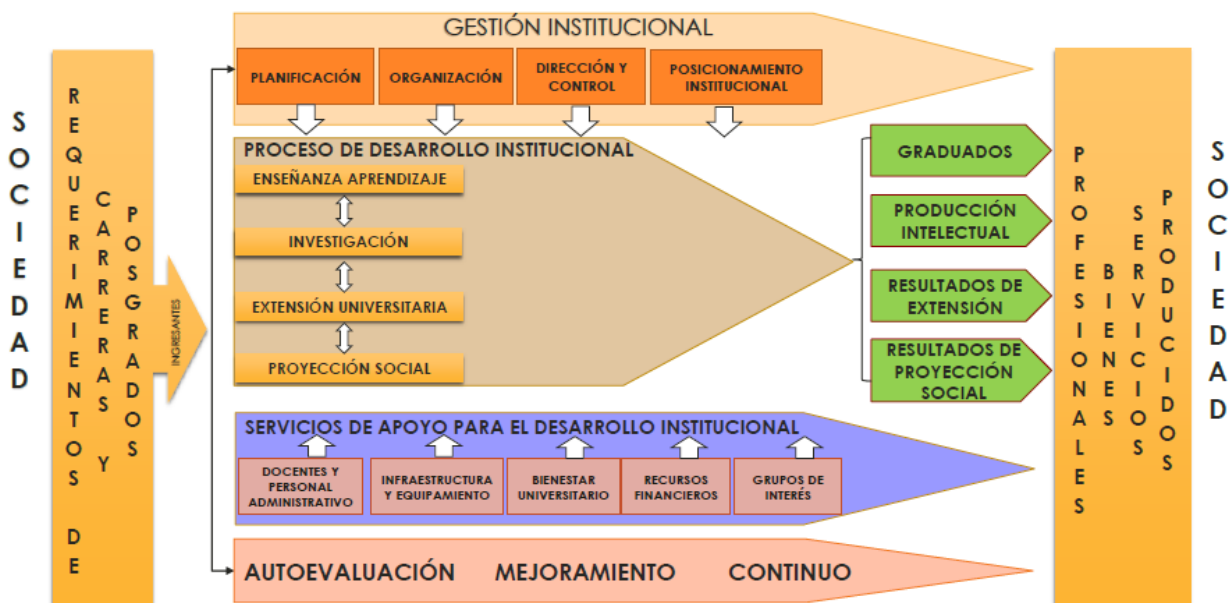 SOCIEDAD
REQUERIMIENTOS DE
CARRERAS Y
POSGRADOS
INGRESANTES
GESTIÓN INSTITUCIONAL
PLANIFICACIÓN
ORGANIZACIÓN
DIRECCIÓN Y
CONTROL
POSICIONAMIENTO
INSTITUCIONAL
PROCESO DE DESARROLLO INSTITUCIONAL
ENSEÑANZA APRENDIZAJE
INVESTIGACIÓN
EXTENSIÓN UNIVERSITARIA
PROYECCIÓN SOCIAL
GRADUADOS
PRODUCCIÓN
INTELECTUAL
RESULTADOS DE
EXTENSIÓN
RESULTADOS DE
PROYECCIÓN
SOCIAL
SERVICIOS DE APOYO PARA EL DESARROLLO INSTITUCIONAL
DOCENTES Y
PERSONAL
ADMINISTRATIVO
INFRAESTRUCTURA
Y EQUIPAMIENTO
BIENESTAR
UNIVERSITARIO
RECURSOS
FINANCIEROS
GRUPOS DE
INTERÉS
AUTOEVALUACIÓN MEJORAMIENTO CONTINUO
PROFESIONALES
BIENES
SERVICIOS
PRODUCIDOS
SOCIEDAD